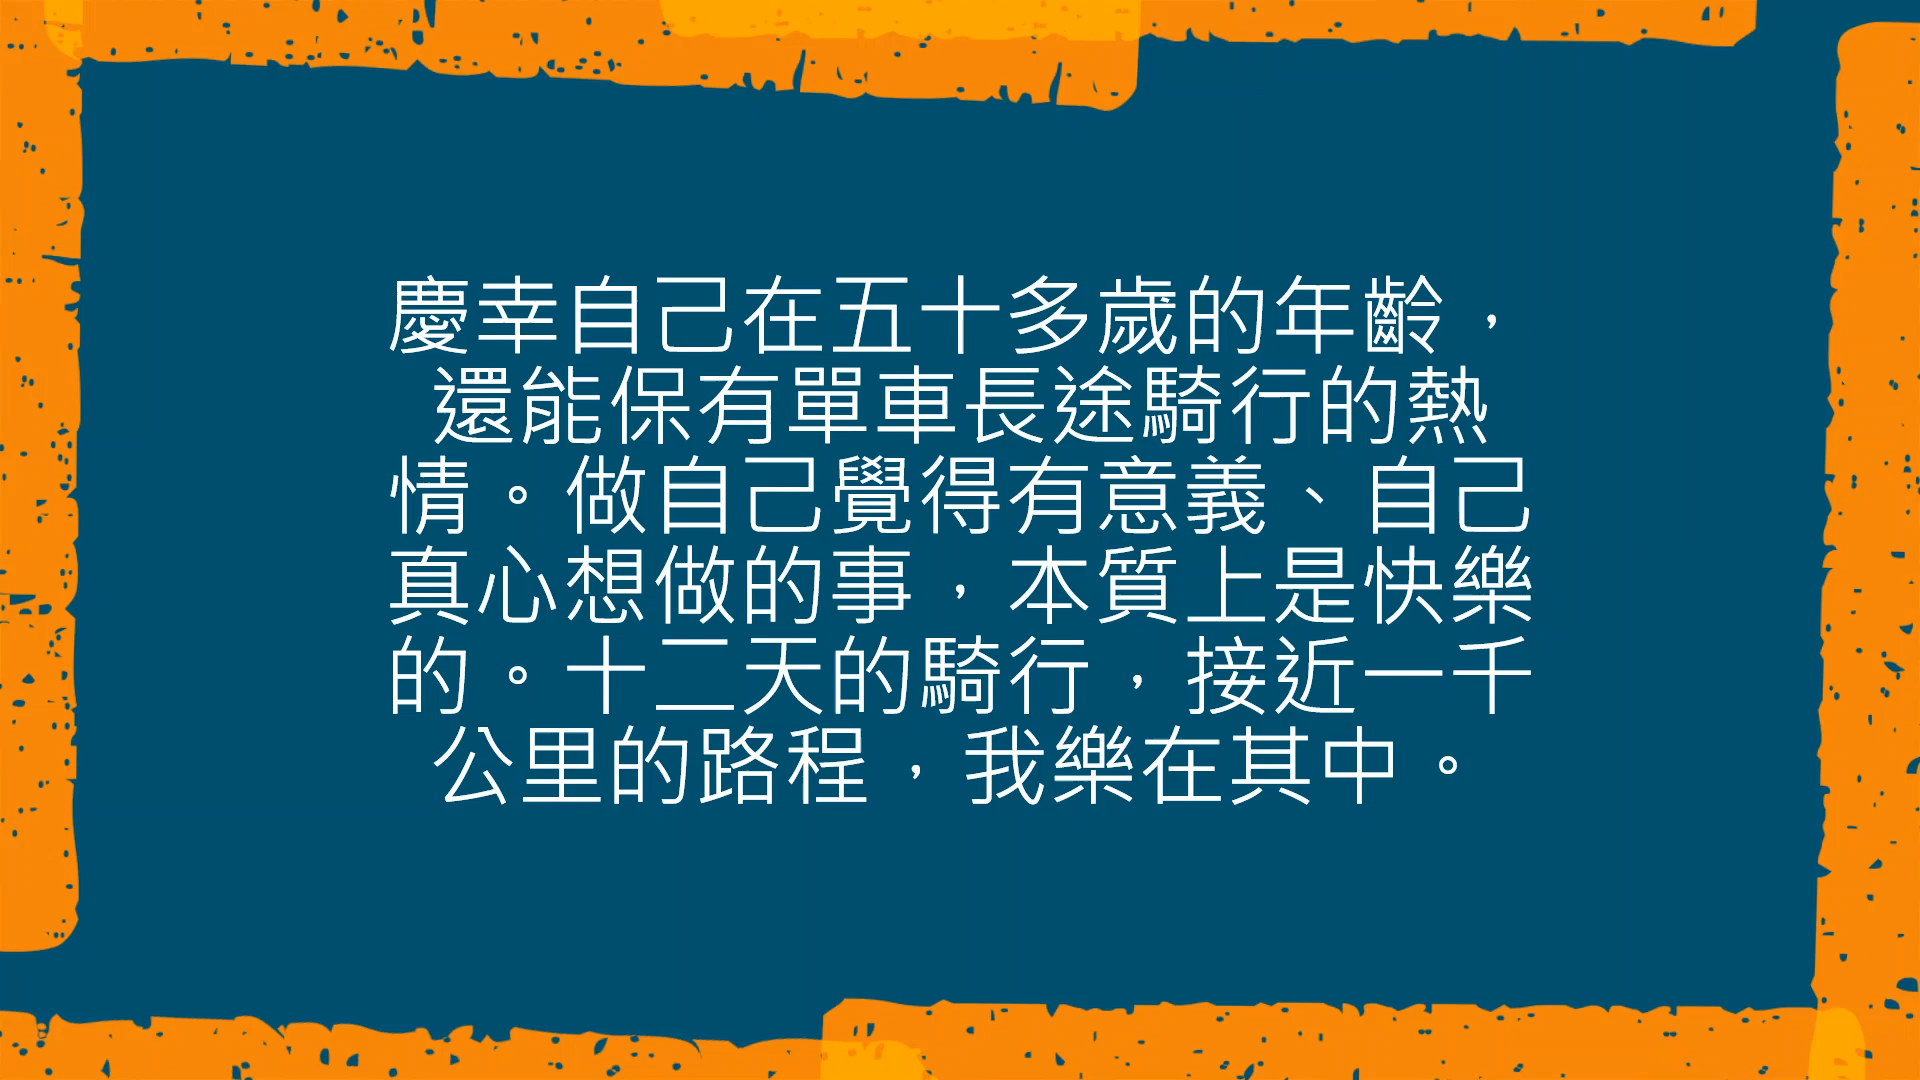 慶幸自己在五十多歲的年齡，
還能保有單車長途騎行的熱
情。做自己覺得有意義、自己
真心想做的事，本質上是快樂
的。十二天的騎行，接近一千
公里的路程，我樂在其中。